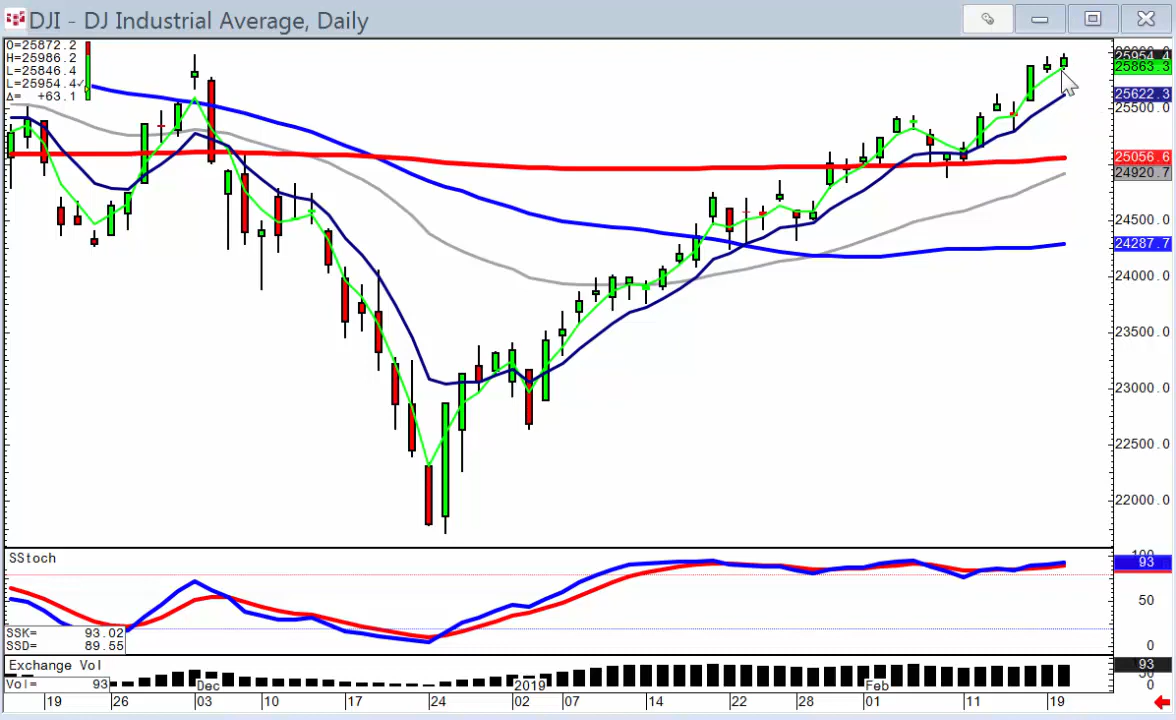 DJI - DJ Industrial Average, Daily
O=25872.2
H=25986.2
L=25846.4
L=25954.4✓
Δ= +63.1
25954.4
25863.3
25622.3
25500.0
25056.6
24920.7
24500.0
24287.7
24000.0
23500.0
23000.0
22500.0
22000.0
SStoch
100
93
50
0
SSK= 93.02
SSD= 89.55
Exchange Vol
93
50
0
Vol= 93
19 26 Dec 03 10 17 24 2019 02 07 14 22 28 Feb 01 11 19